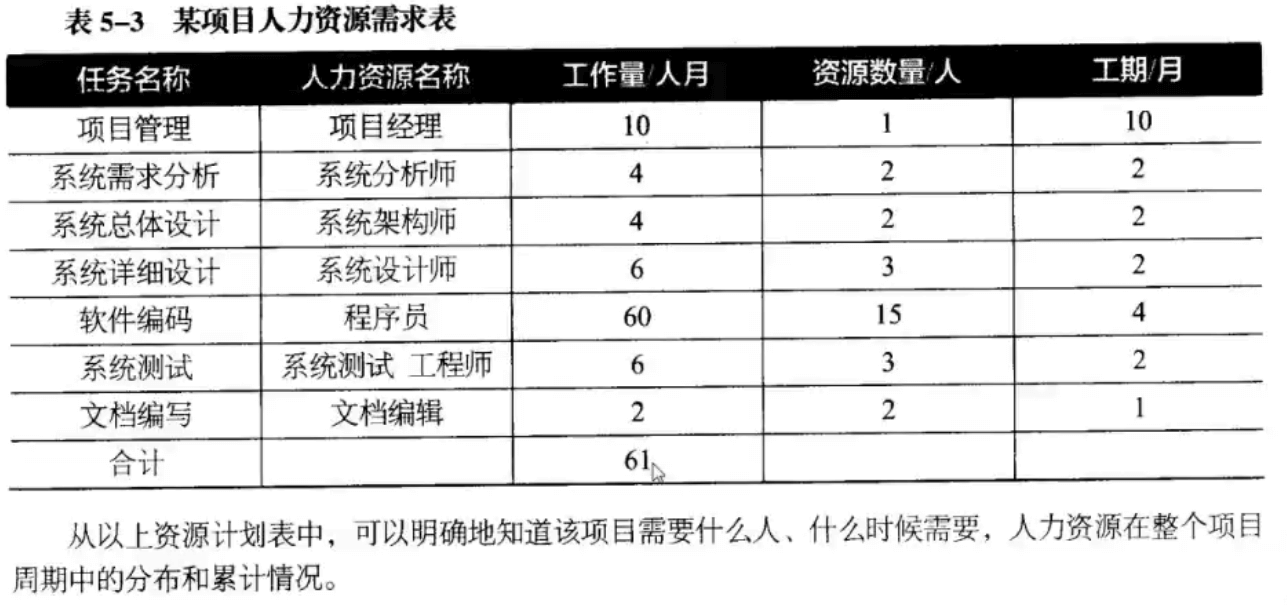 表 5-3 某项目人力资源需求表
任务名称 人力资源名称 工作量/人月 资源数量/人 工期/月
项目管理 项目经理 10 1 10
系统需求分析 系统分析师 4 2 2
系统总体设计 系统架构师 4 2 2
系统详细设计 系统设计师 6 3 2
软件编码 程序员 60 15 4
系统测试 系统测试 工程师 6 3 2
文档编写 文档编辑 2 2 1
合计 61
从以上资源计划表中，可以明确地知道该项目需要什么人、什么时候需要，人力资源在整个项目
周期中的分布和累计情况。